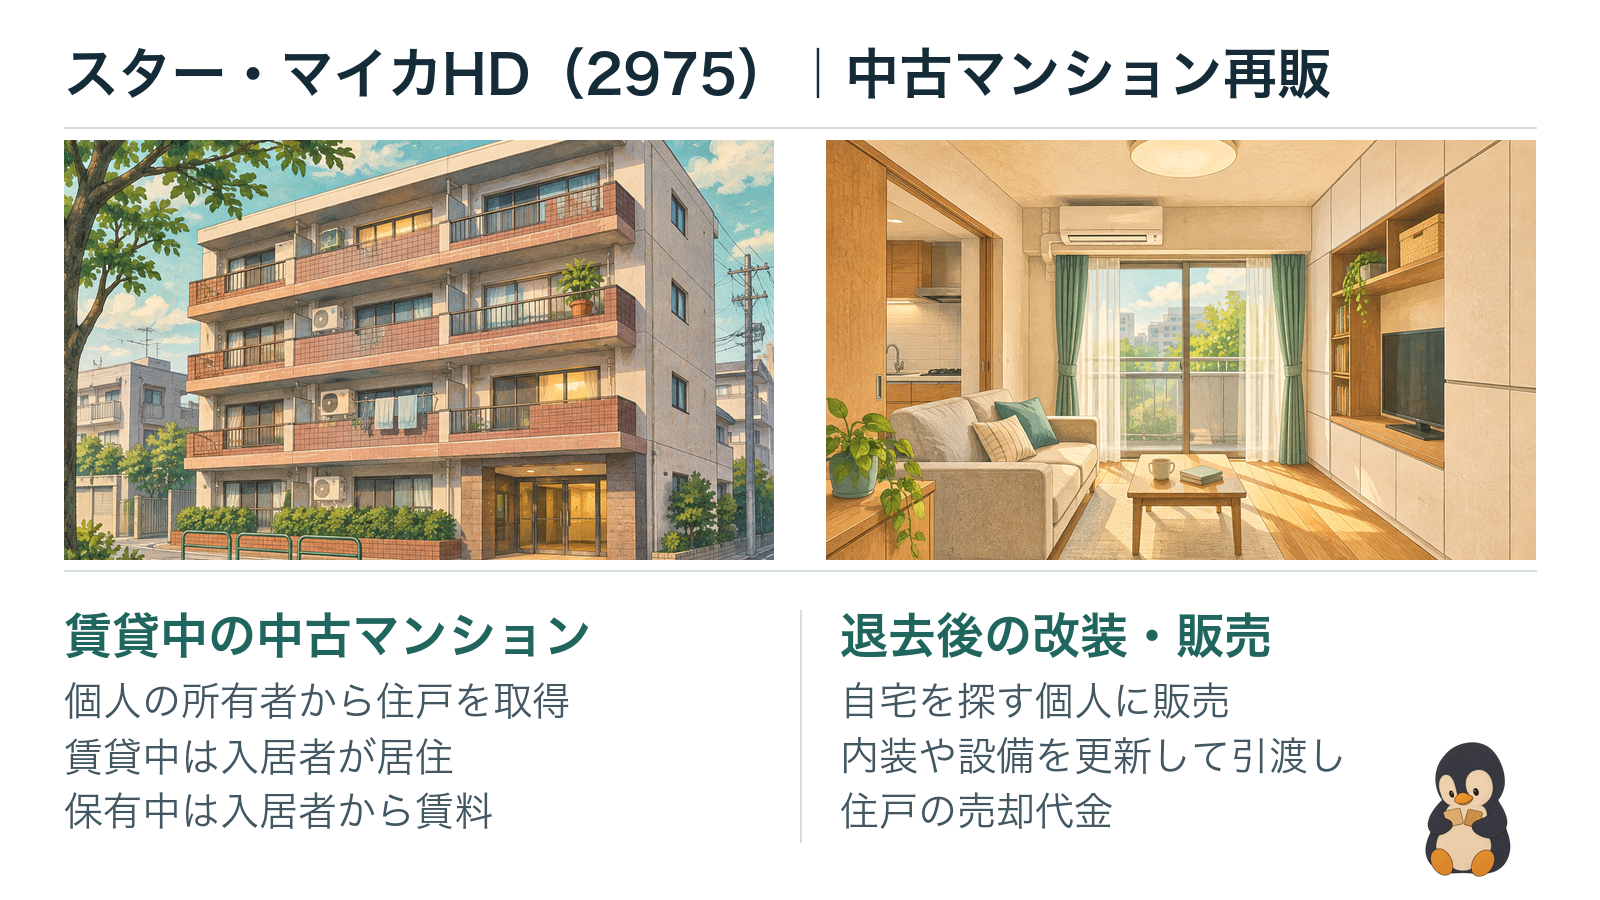 スター・マイカHD（2975）｜中古マンション再販
賃貸中の中古マンション
個人の所有者から住戸を取得
賃貸中は入居者が居住
保有中は入居者から賃料
退去後の改装・販売
自宅を探す個人に販売
内装や設備を更新して引渡し
住戸の売却代金